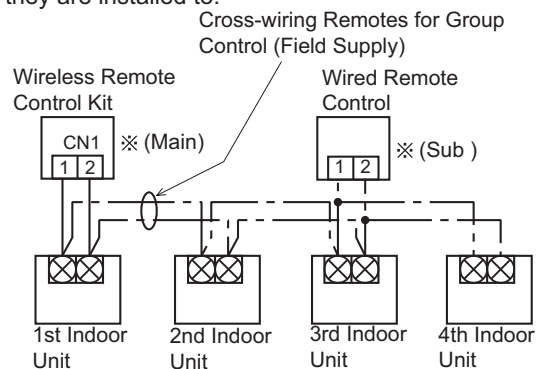 they are installed to.
Cross-wiring Remotes for Group
Control (Field Supply)
Wireless Remote
Control Kit
Wired Remote
Control
CN1
※ (Main)
1 2
※ (Sub )
1 2
1st Indoor
Unit
2nd Indoor
Unit
3rd Indoor
Unit
4th Indoor
Unit